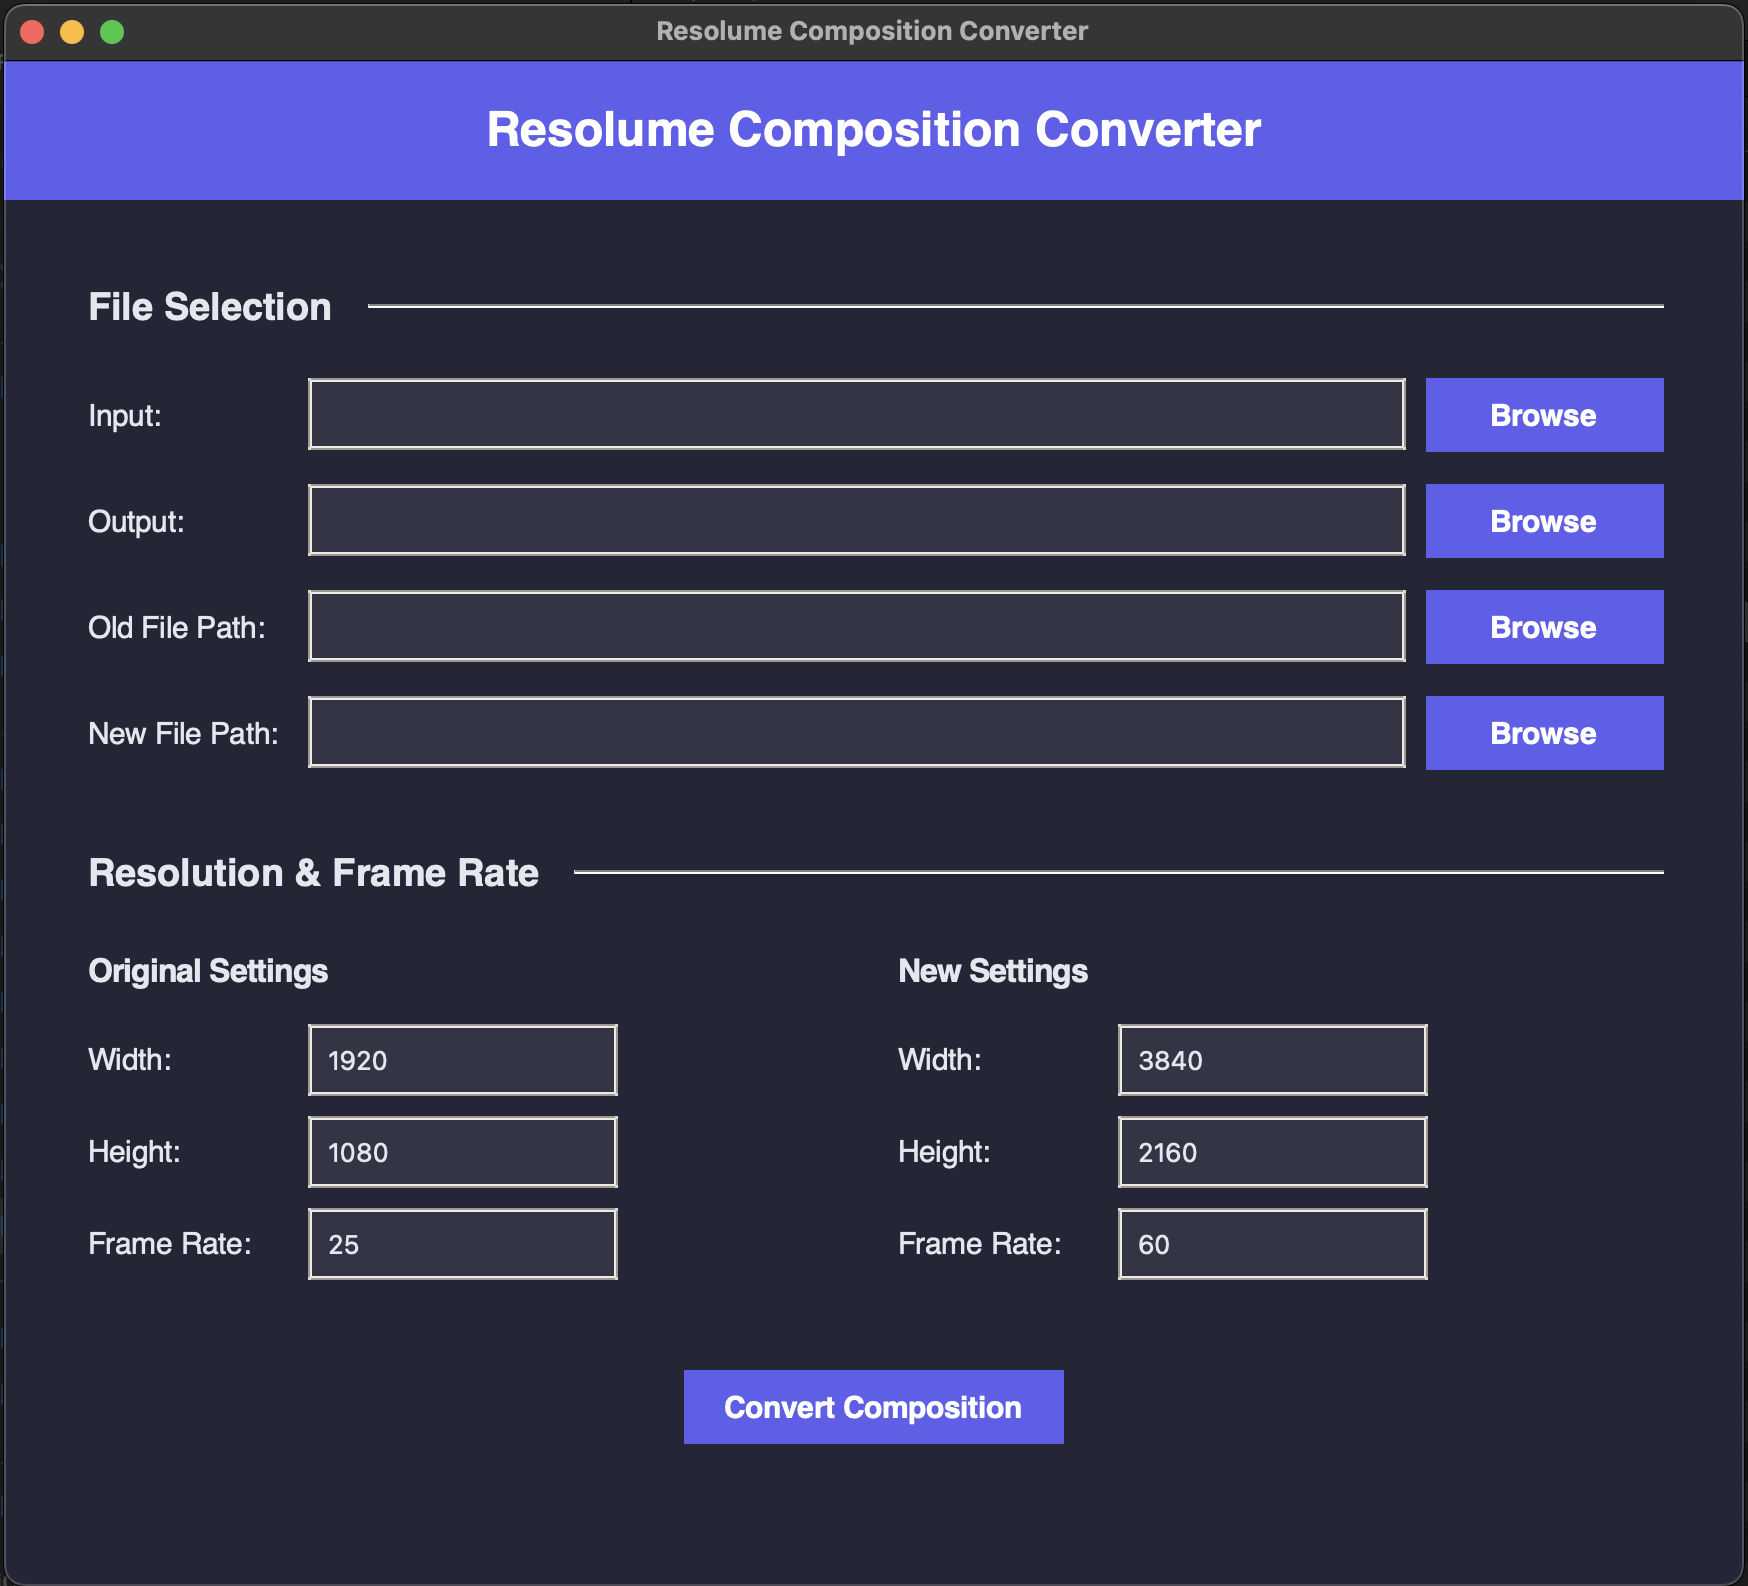 Resolume Composition Converter
Resolume Composition Converter
File Selection
Input:
Browse
Output:
Browse
Old File Path:
Browse
New File Path:
Browse
Resolution & Frame Rate
Original Settings
New Settings
Width:
1920
Width:
3840
Height:
1080
Height:
2160
Frame Rate:
25
Frame Rate:
60
Convert Composition